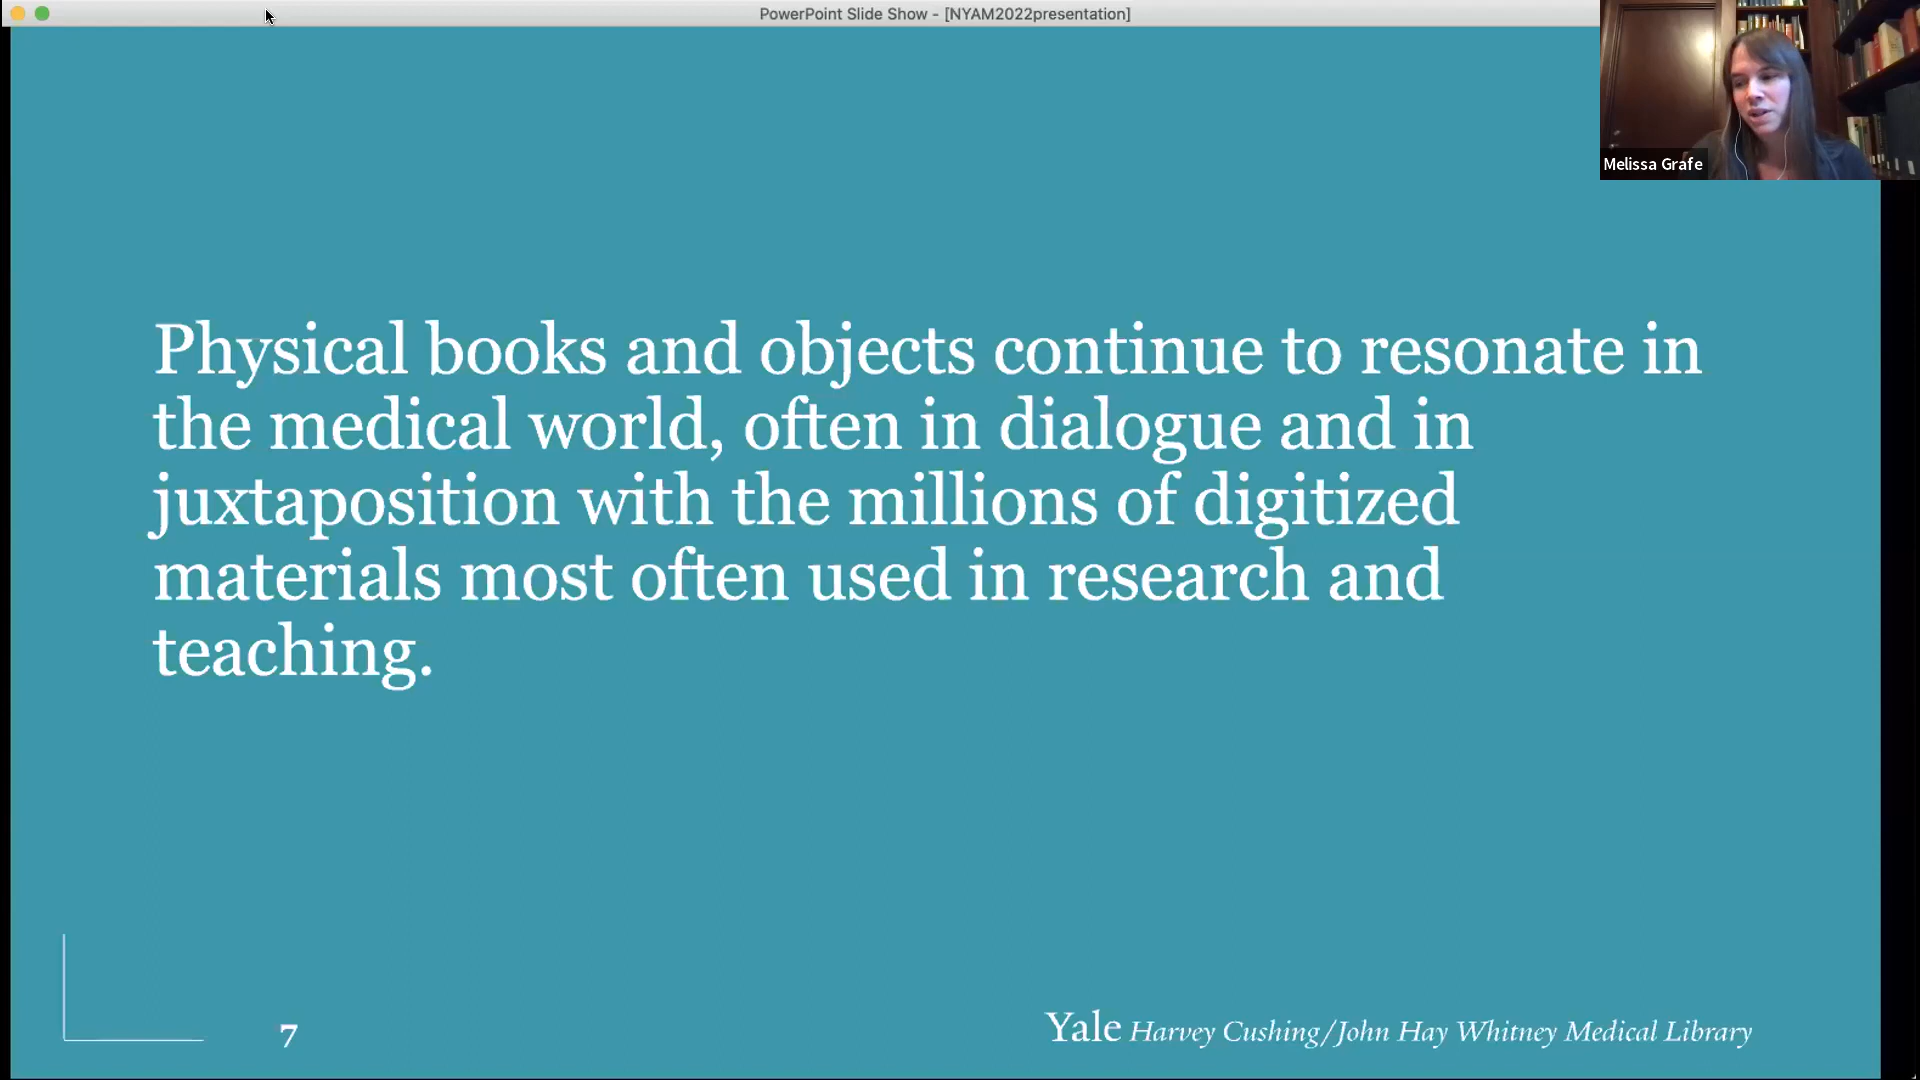 PowerPoint Slide Show - [NYAM2022presentation]
Melissa Grafe
Physical books and objects continue to resonate in
the medical world, often in dialogue and in
juxtaposition with the millions of digitized
materials most often used in research and
teaching.
7
Yale Harvey Cushing/John Hay Whitney Medical Library